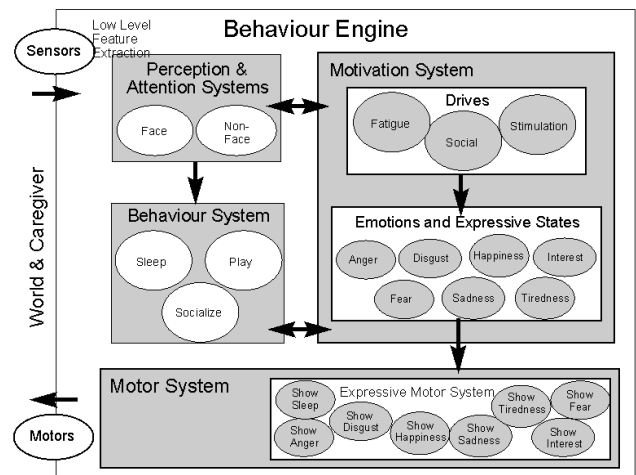 Behaviour Engine
Sensors
Low Level
Feature
Extraction
World & Caregiver
Motors
Perception &
Attention Systems
Face
Non-
Face
Behaviour System
Sleep
Play
Socialize
Motivation System
Drives
Fatigue
Social
Stimulation
Emotions and Expressive States
Anger
Disgust
Happiness
Interest
Fear
Sadness
Tiredness
Motor System
Expressive Motor System
Show
Sleep
Show
Anger
Show
Disgust
Show
Happiness
Show
Sadness
Show
Tiredness
Show
Fear
Show
Interest